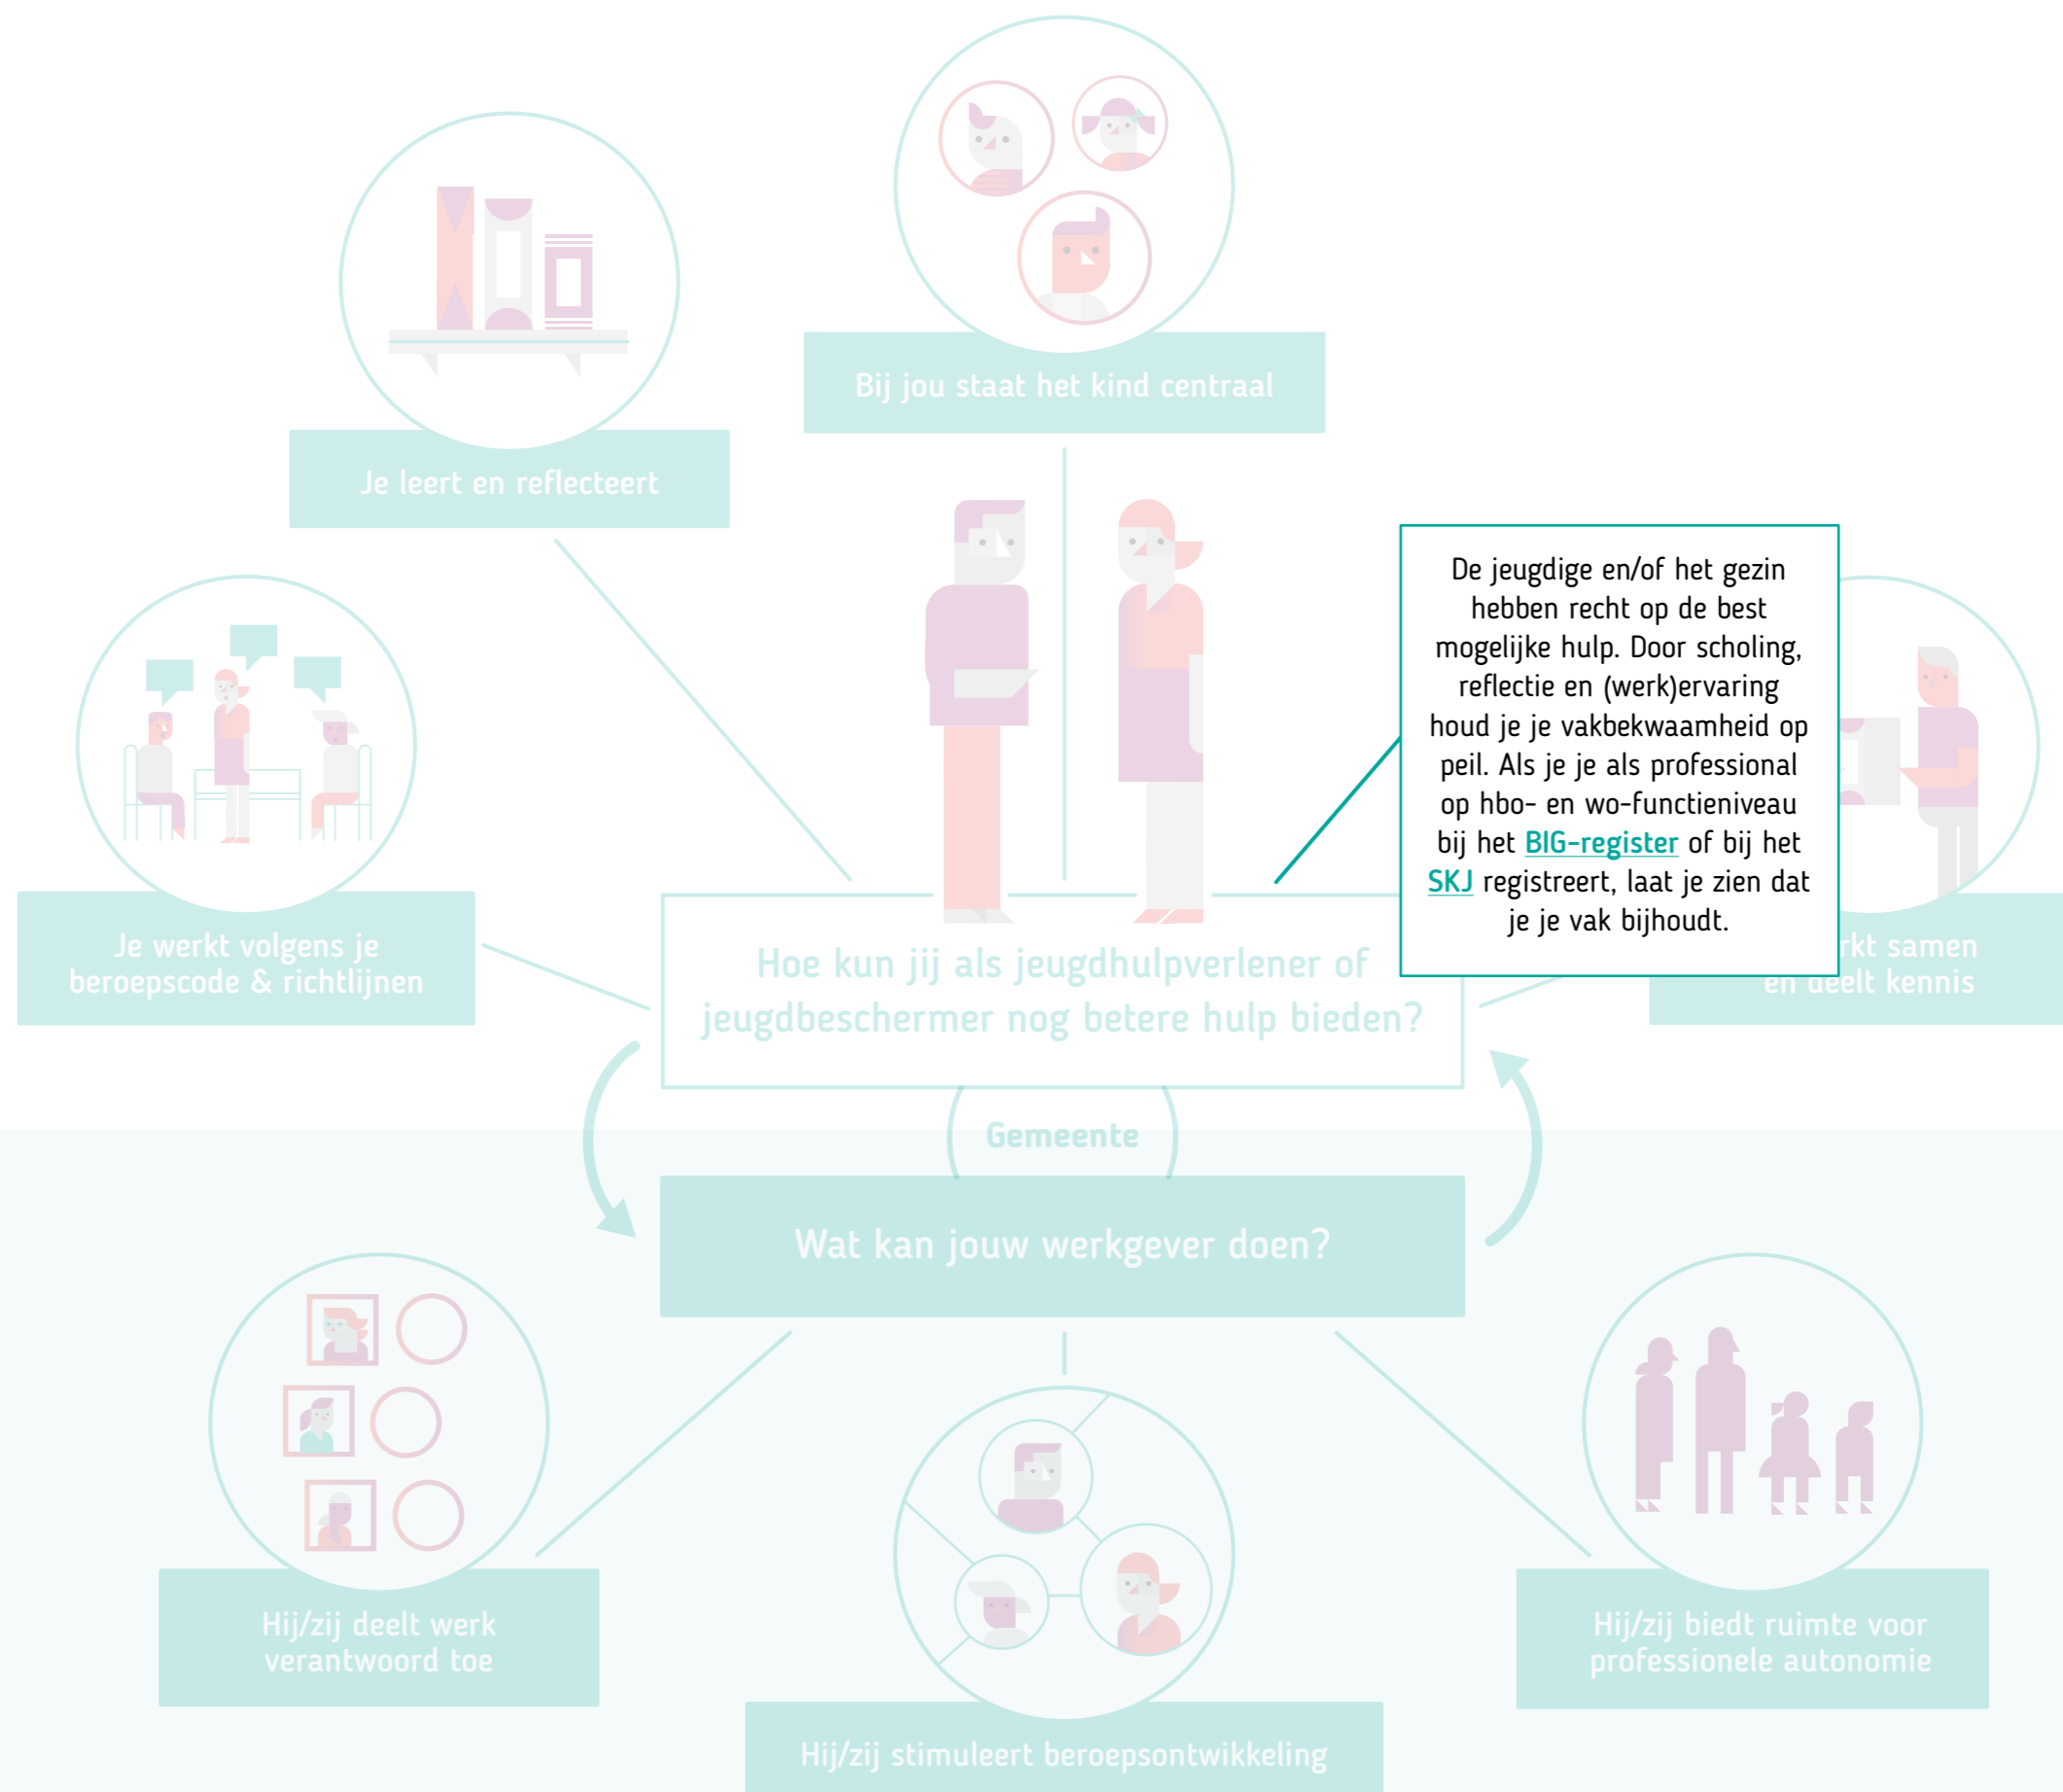 Bij jou staat het kind centraal
Je leert en reflecteert
De jeugdige en/of het gezin
hebben recht op de best
mogelijke hulp. Door scholing,
reflectie en (werk)ervaring
houd je je vakbekwaamheid op
peil. Als je je als professional
op hbo- en wo-functieniveau
bij het BIG-register of bij het
SKJ registreert, laat je zien dat
je je vak bijhoudt.
Je werkt volgens je
beroepscode & richtlijnen
samen
en deelt kennis
Hoe kun jij als jeugdhulpverlener of
jeugdbeschermer nog betere hulp bieden?
Gemeente
Wat kan jouw werkgever doen?
Hij/zij deelt werk
verantwoord toe
Hij/zij biedt ruimte voor
professionele autonomie
Hij/zij stimuleert beroepsontwikkeling